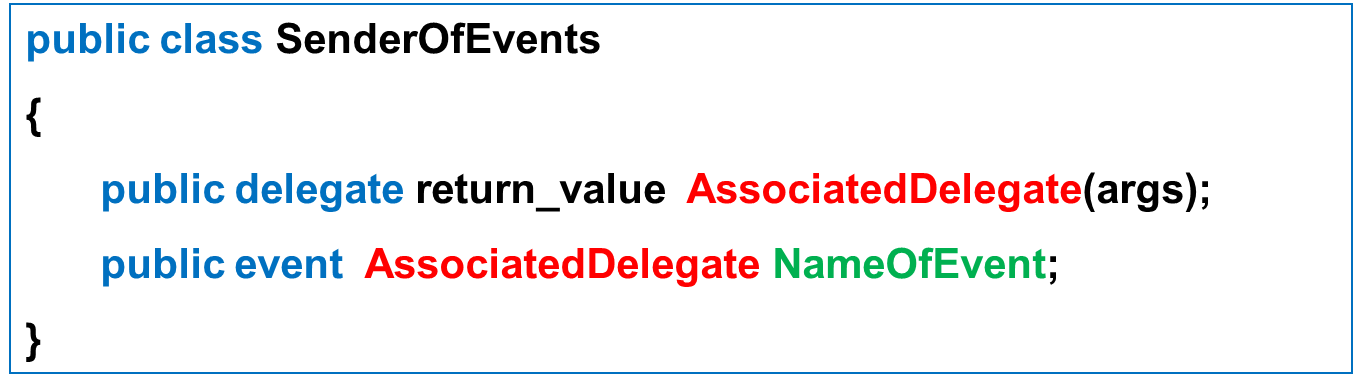 public class SenderOfEvents
{
public delegate return_value AssociatedDelegate(args);
public event AssociatedDelegate NameOfEvent;
}